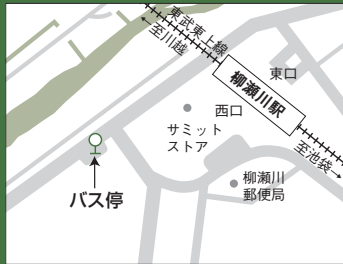 東武東上線
←至川越
東口
柳瀬川駅
西口
サミット
ストア
至池袋→
柳瀬川
郵便局
バス停